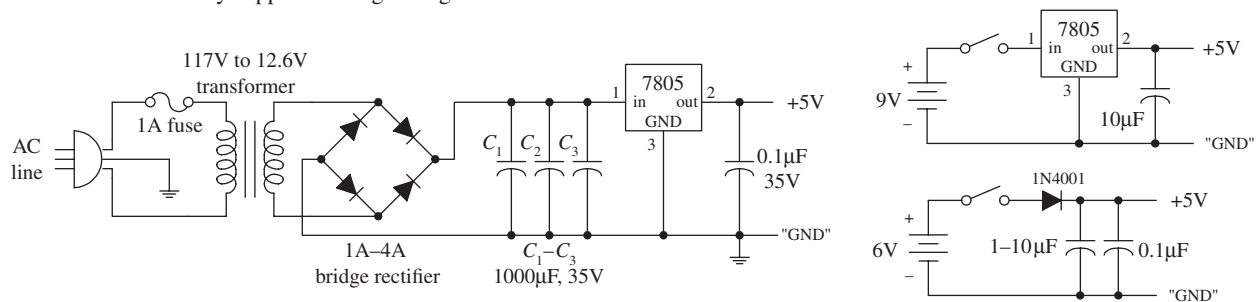 117V to 12.6V
transformer
1A fuse
AC
line
1A–4A
bridge rectifier
C1
C2
C3
C1–C3
1000μF, 35V
7805
1
in
out
2
GND
3
+5V
0.1μF
35V
"GND"
7805
1
in
out
2
GND
3
+5V
+
9V
–
10μF
"GND"
1N4001
+5V
+
6V
–
1–10μF
0.1μF
"GND"